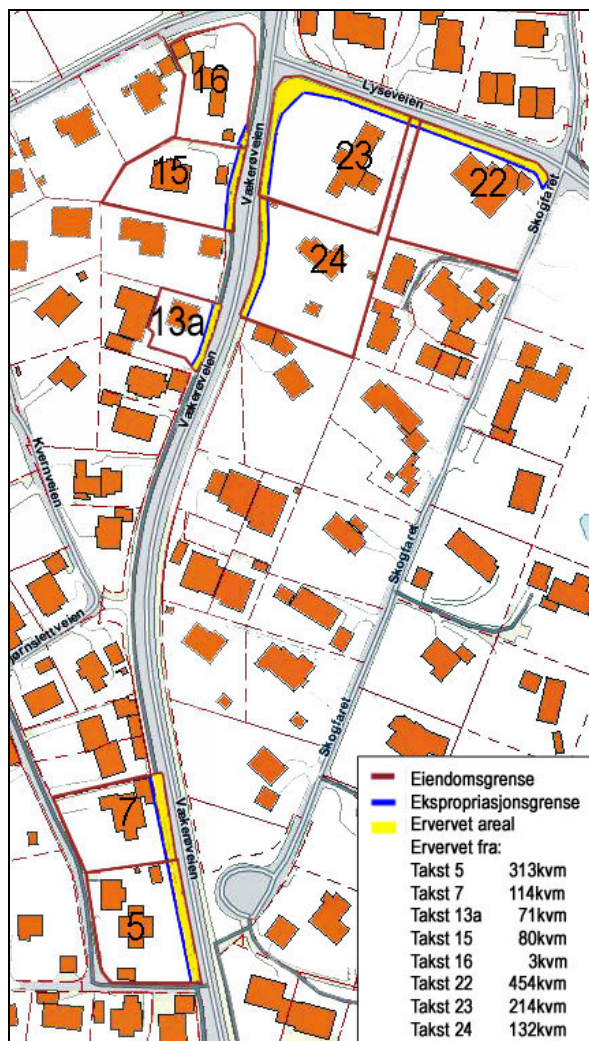 16
Lyseveien
Vækerøveien
23
15
22
Skogfaret
24
13a
Vækerøveien
Kvernveien
Skogfaret
jørnslettveien
Skogfaret
7
Vækerøveien
5
Eiendomsgrense
Ekspropriasjonsgrense
Ervervet areal
Ervervet fra:
Takst 5 313kvm
Takst 7 114kvm
Takst 13a 71kvm
Takst 15 80kvm
Takst 16 3kvm
Takst 22 454kvm
Takst 23 214kvm
Takst 24 132kvm